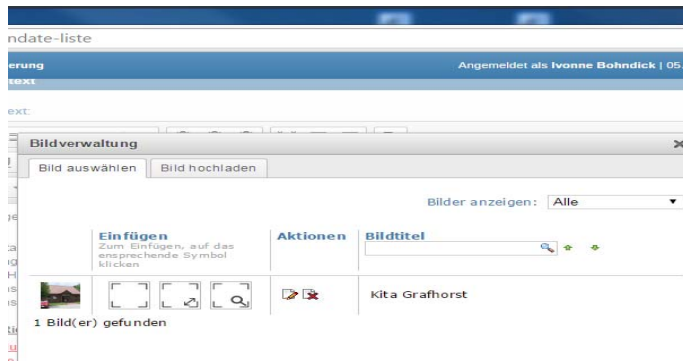 ndate-liste
erung
Angemeldet als Ivonne Bohndick | 05.
text
ext:
Bildverwaltung
Bild auswählen
Bild hochladen
Bilder anzeigen: Alle
Einfügen
Aktionen
Bildtitel
Zum Einfügen, auf das
ensprechende Symbol
klicken
Kita Grafhorst
1 Bild(er) gefunden